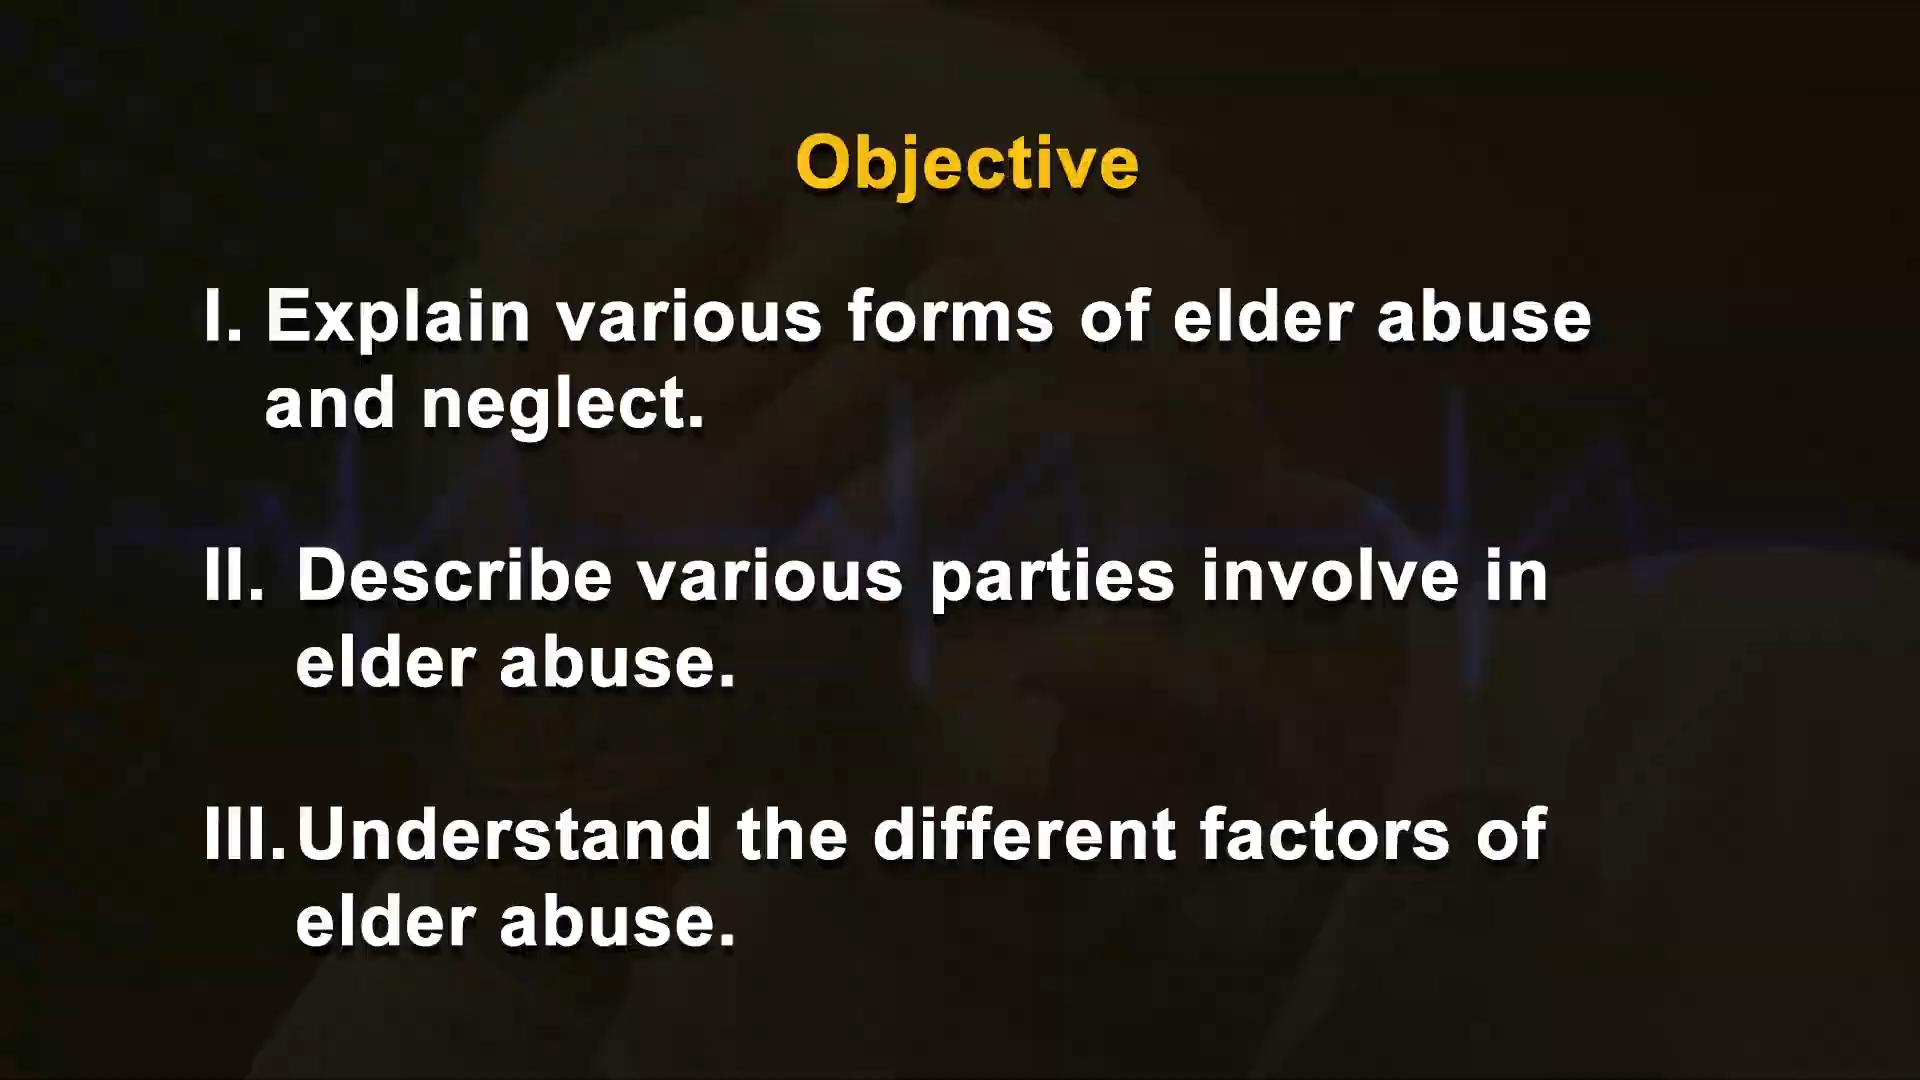 Objective
I. Explain various forms of elder abuse
and neglect.
II. Describe various parties involve in
elder abuse.
III. Understand the different factors of
elder abuse.